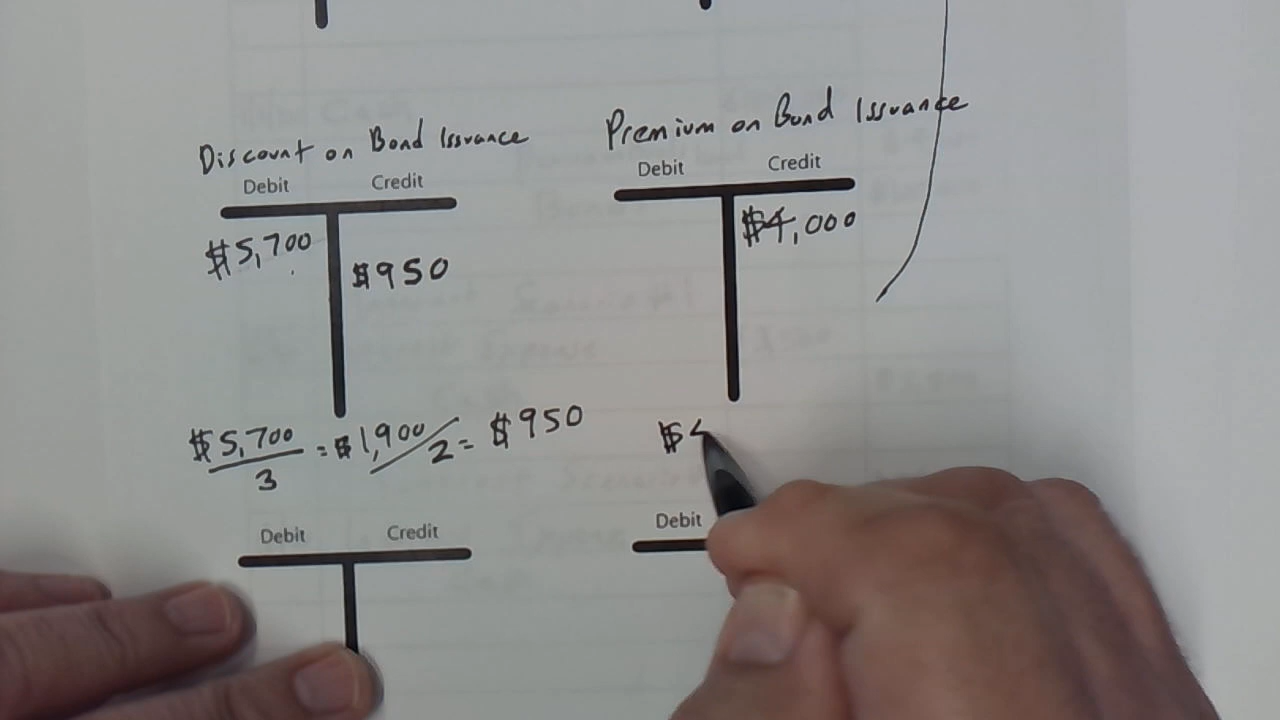 Discount on Bond Issuance
Debit Credit
$5,700
$950
$5,700/3 = $1,900/2 = $950
Debit Credit
Premium on Bond Issuance
Debit Credit
$4,000
$4
Debit